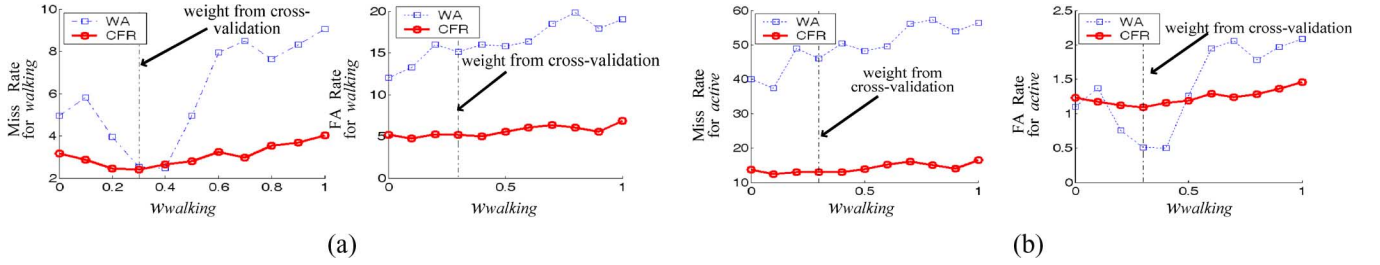 Miss Rate
for walking
10
8
6
4
2
0
0.2
0.4
0.6
0.8
1
WA
CFR
weight from cross-
validation
wwalking
FA Rate
for walking
20
15
10
5
0
0
0.5
1
WA
CFR
weight from cross-validation
wwalking
(a)
Miss Rate
for active
60
50
40
30
20
10
0
0.5
1
WA
CFR
weight from
cross-validation
wwalking
FA Rate
for active
2.5
2
1.5
1
0.5
0
0
0.5
1
WA
CFR
weight from cross-validation
wwalking
(b)